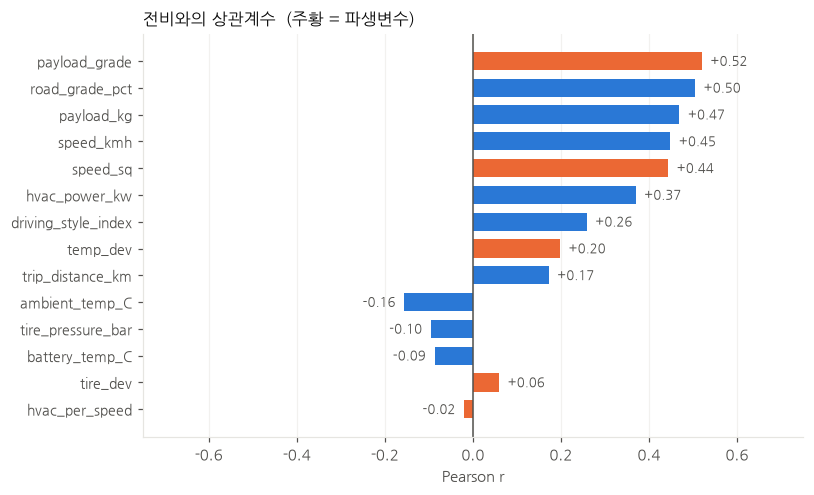 전비와의 상관계수 (주황 = 파생변수)
payload_grade +0.52
road_grade_pct +0.50
payload_kg +0.47
speed_kmh +0.45
speed_sq +0.44
hvac_power_kw +0.37
driving_style_index +0.26
temp_dev +0.20
trip_distance_km +0.17
ambient_temp_C -0.16
tire_pressure_bar -0.10
battery_temp_C -0.09
tire_dev +0.06
hvac_per_speed -0.02
-0.6 -0.4 -0.2 0.0 0.2 0.4 0.6
Pearson r